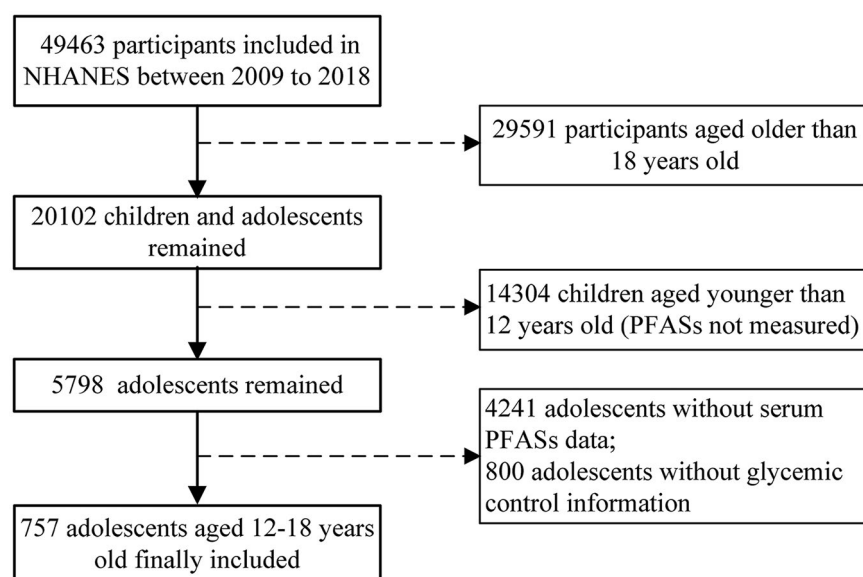 49463 participants included in
NHANES between 2009 to 2018
29591 participants aged older than
18 years old
20102 children and adolescents
remained
14304 children aged younger than
12 years old (PFASs not measured)
5798 adolescents remained
4241 adolescents without serum
PFASs data;
800 adolescents without glycemic
control information
757 adolescents aged 12-18 years
old finally included